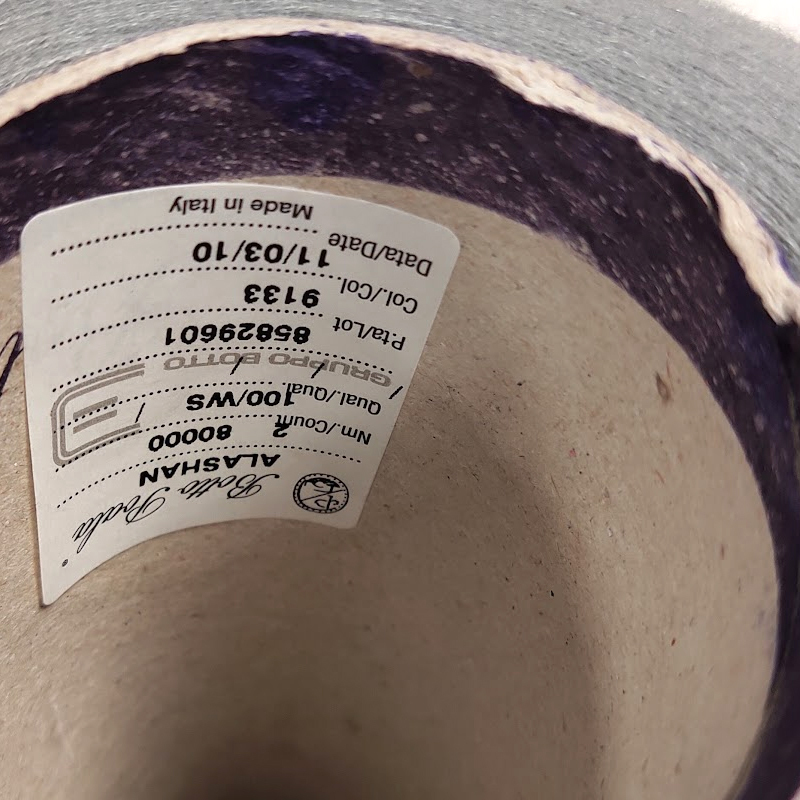 Botto Poala
ALASHAN
Nm./Count 2 80000
Qual./Qual. 100/WS
GRUPPO BOTTO
Pta/Lot 85829601
Col./Col. 9133
Data/Date 11/03/10
Made in Italy